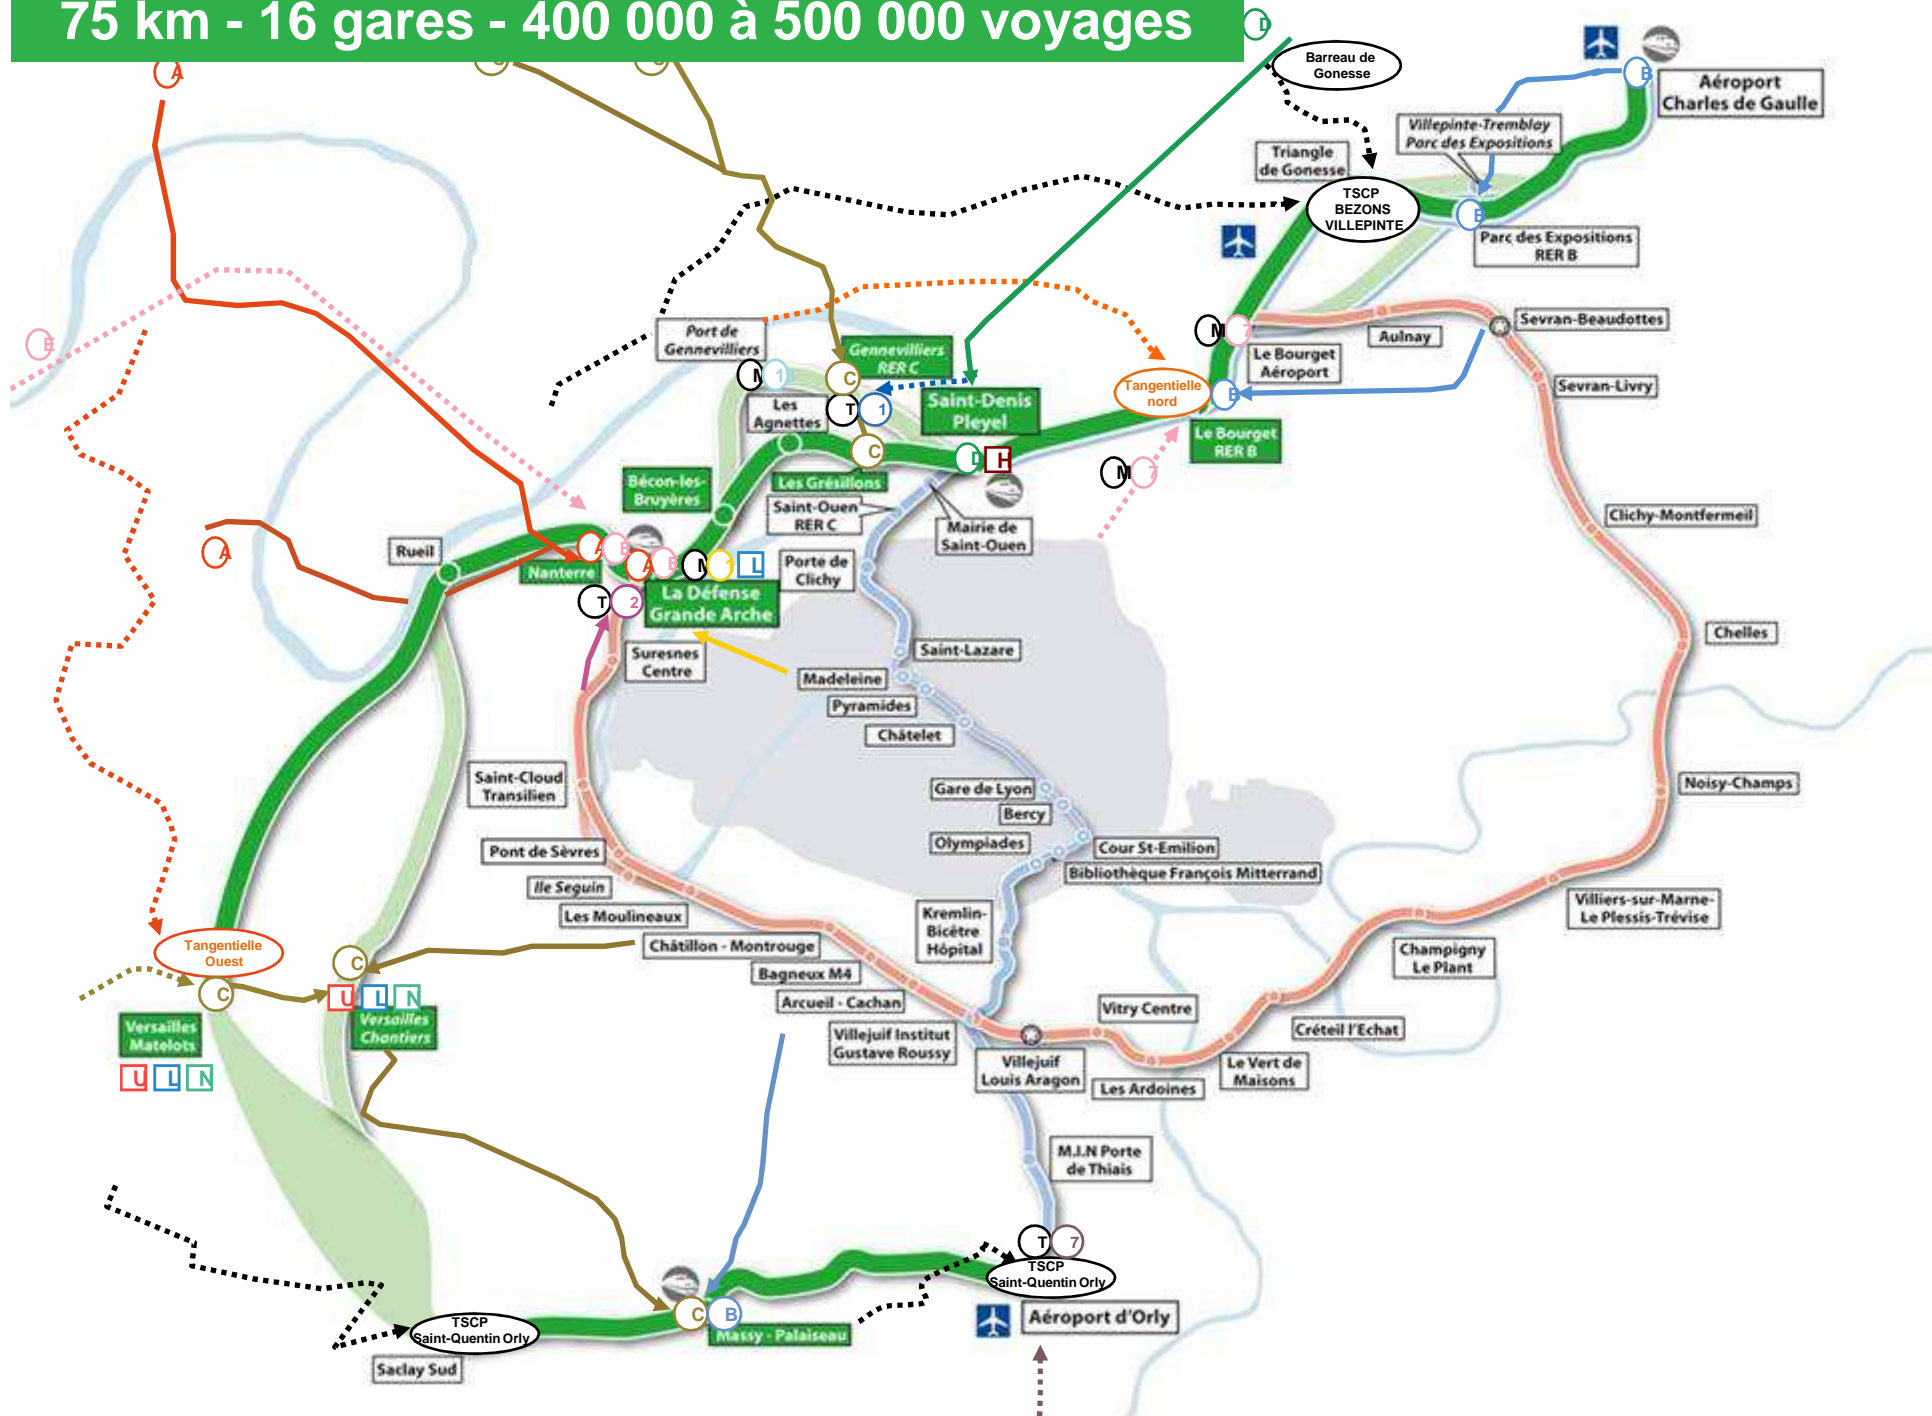 75 km - 16 gares - 400 000 à 500 000 voyages
D
A
Barreau de
Gonesse
B
Aéroport
Charles de Gaulle
Villepinte-Tremblay
Parc des Expositions
Triangle
de Gonesse
TSCP
BEZONS
VILLEPINTE
B
Parc des Expositions
RER B
E
Port de
Gennevilliers
M
7
Sevran-Beaudottes
Aulnay
Le Bourget
Aéroport
Gennevilliers
RER C
M
1
C
Tangentielle
nord
B
Sevran-Livry
Les
Agnettes
T
1
Saint-Denis
Pleyel
Le Bourget
RER B
C
D
H
M
7
Bécon-les-
Bruyères
Les Grésillons
Saint-Ouen
RER C
Mairie de
Saint-Ouen
Clichy-Montfermeil
A
Rueil
A
E
Nanterre
A
E
M
1
L
Porte de
Clichy
T
2
La Défense
Grande Arche
Chelles
Suresnes
Centre
Saint-Lazare
Madeleine
Pyramides
Châtelet
Saint-Cloud
Transilien
Gare de Lyon
Bercy
Noisy-Champs
Pont de Sèvres
Olympiades
Cour St-Emilion
Bibliothèque François Mitterrand
Ile Seguin
Les Moulineaux
Kremlin-
Bicêtre
Hôpital
Villiers-sur-Marne-
Le Plessis-Trévise
Tangentielle
Ouest
Châtillon - Montrouge
Champigny
Le Plant
C
Bagneux M4
C
U
L
N
Arcueil - Cachan
Vitry Centre
Versailles
Matelots
Versailles
Chantiers
Villejuif Institut
Gustave Roussy
Créteil l'Echat
U
L
N
Villejuif
Louis Aragon
Le Vert de
Maisons
Les Ardoines
M.I.N Porte
de Thiais
T
7
TSCP
Saint-Quentin Orly
C
B
TSCP
Saint-Quentin Orly
Massy - Palaiseau
Aéroport d'Orly
Saclay Sud